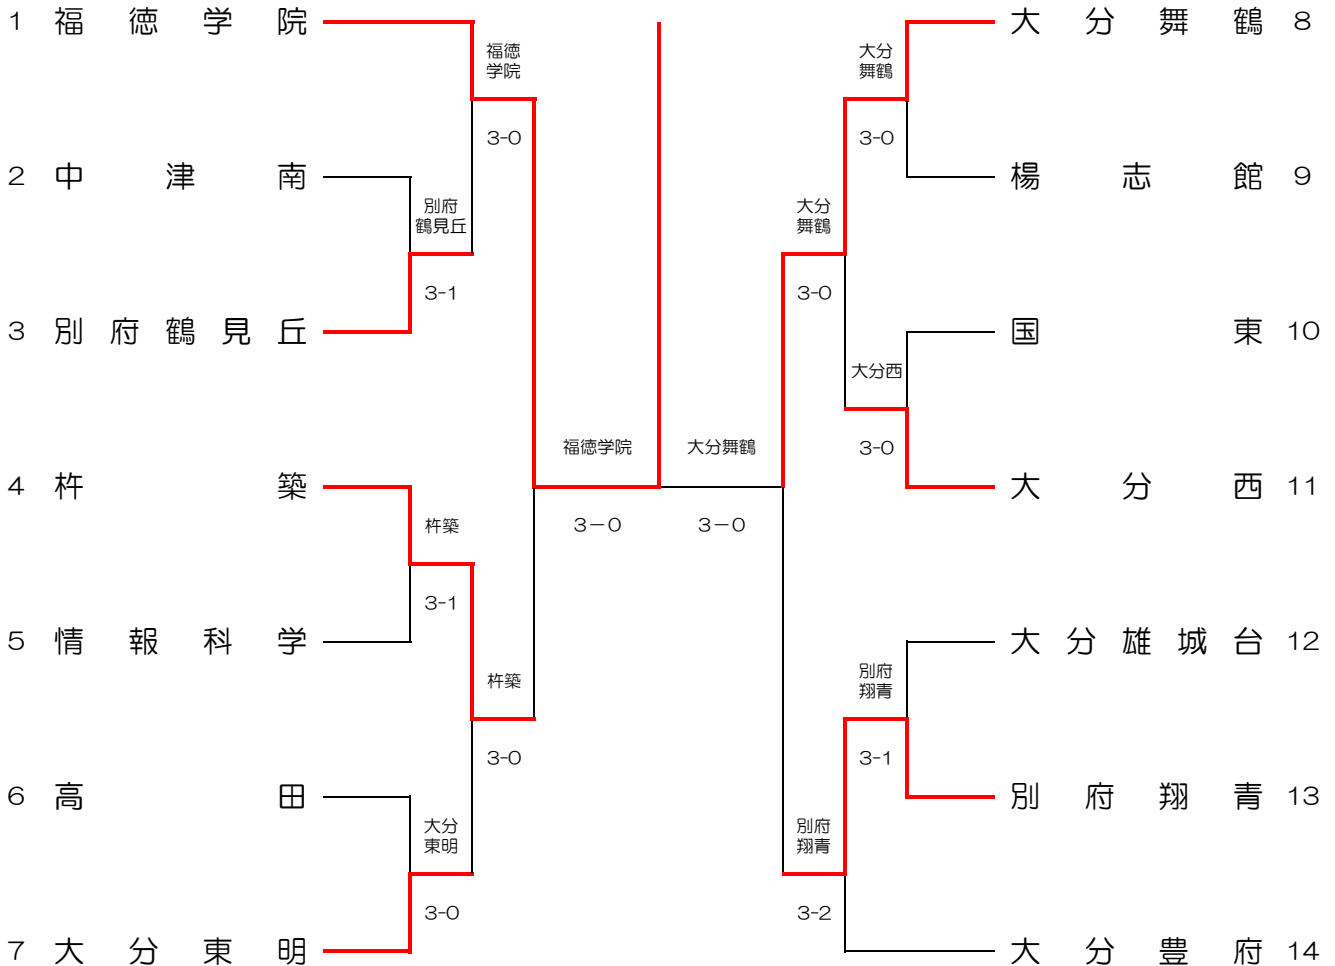 1 福徳学院
福徳
学院
3-0
2 中津南
別府
鶴見丘
3-1
3 別府鶴見丘
4 杵築
杵築
3-1
5 情報科学
杵築
3-0
6 高田
大分
東明
3-0
7 大分東明
福徳学院
3−0
大分舞鶴
3−0
大分舞鶴 8
大分
舞鶴
3-0
楊志館 9
大分
舞鶴
3-0
国東 10
大分西
3-0
大分西 11
大分雄城台 12
別府
翔青
3-1
別府翔青 13
別府
翔青
3-2
大分豊府 14